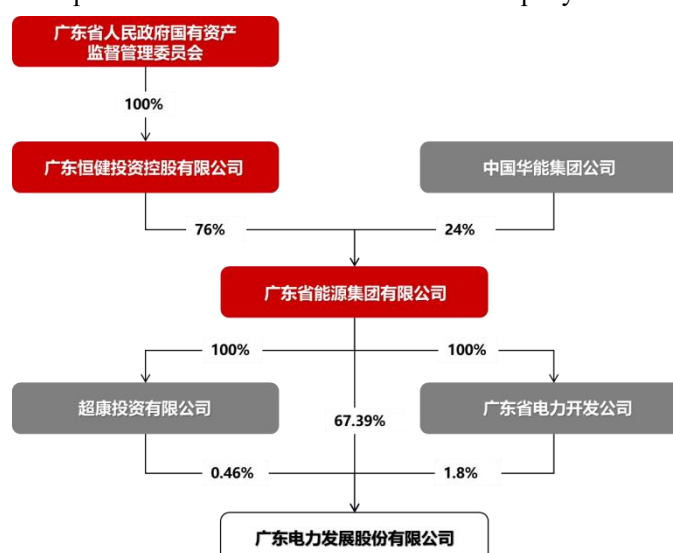 广东省人民政府国有资产
监督管理委员会
100%
广东恒健投资控股有限公司
中国华能集团公司
76%
24%
广东省能源集团有限公司
100%
100%
超康投资有限公司
广东省电力开发公司
67.39%
0.46%
1.8%
广东电力发展股份有限公司